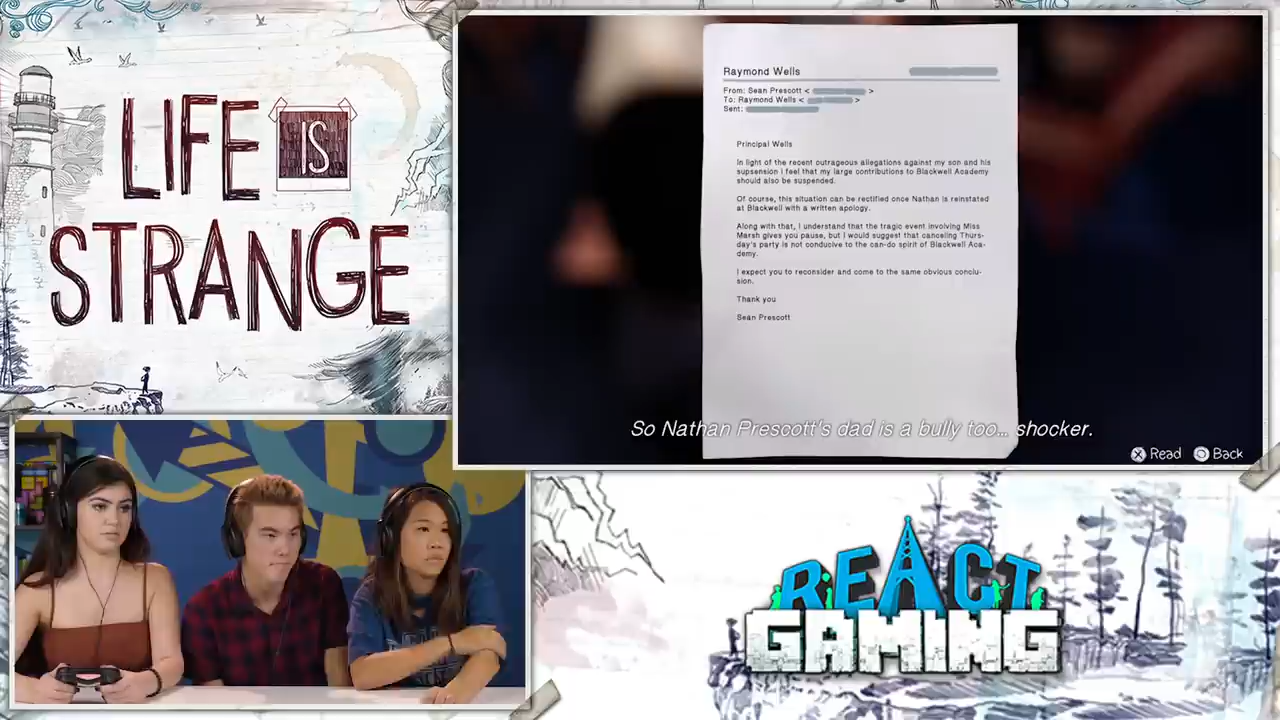 LIFE IS
STRANGE
Raymond Wells
From: Sean Prescott < >
To: Raymond Wells < >
Sent:
Principal Wells
In light of the recent outrageous allegations against my son and his
supsension I feel that my large contributions to Blackwell Academy
should also be suspended.
Of course, this situation can be rectified once Nathan is reinstated
at Blackwell with a written apology.
Along with that, I understand that the tragic event involving Miss
Marsh gives you pause, but I would suggest that canceling Thurs-
day's party is not conducive to the can-do spirit of Blackwell Aca-
demy.
I expect you to reconsider and come to the same obvious conclu-
sion.
Thank you
Sean Prescott
So Nathan Prescott's dad is a bully too... shocker.
Read
Back
REACT
GAMING